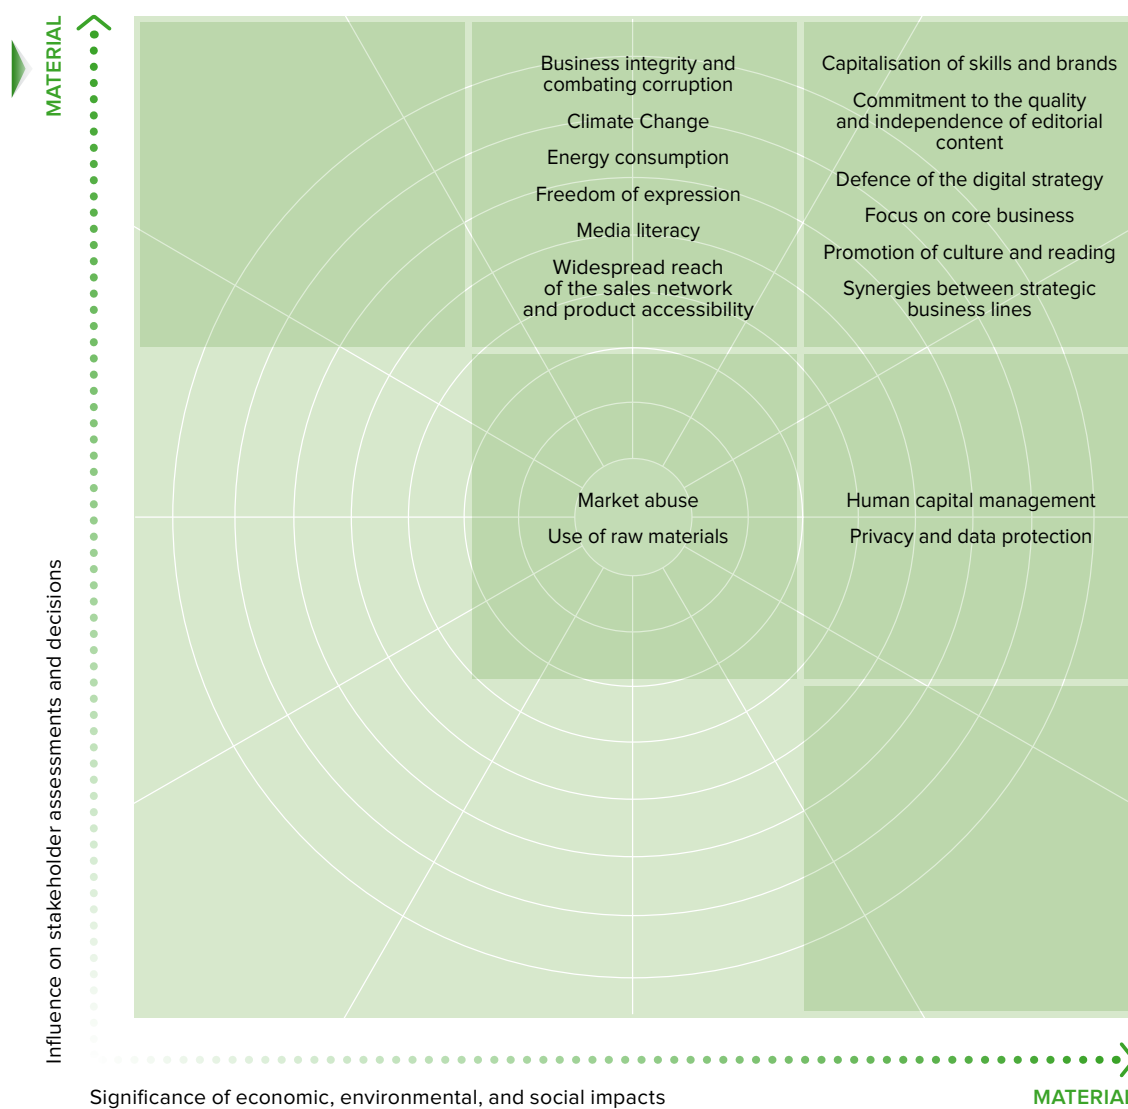 MATERIAL
Influence on stakeholder assessments and decisions
Business integrity and
combating corruption
Climate Change
Energy consumption
Freedom of expression
Media literacy
Widespread reach
of the sales network
and product accessibility
Capitalisation of skills and brands
Commitment to the quality
and independence of editorial
content
Defence of the digital strategy
Focus on core business
Promotion of culture and reading
Synergies between strategic
business lines
Market abuse
Use of raw materials
Human capital management
Privacy and data protection
Significance of economic, environmental, and social impacts
MATERIAL